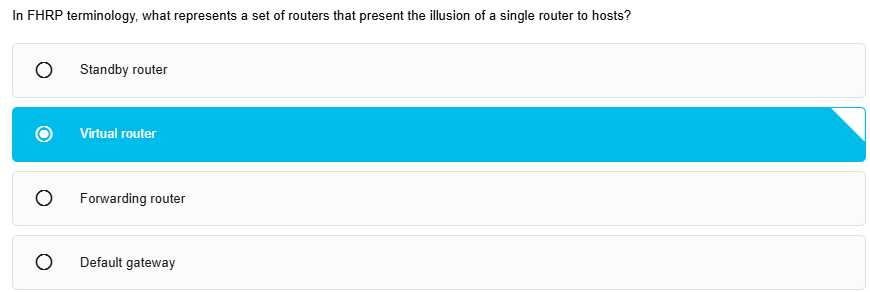 In FHRP terminology, what represents a set of routers that present the illusion of a single router to hosts?
Standby router
Virtual router
Forwarding router
Default gateway